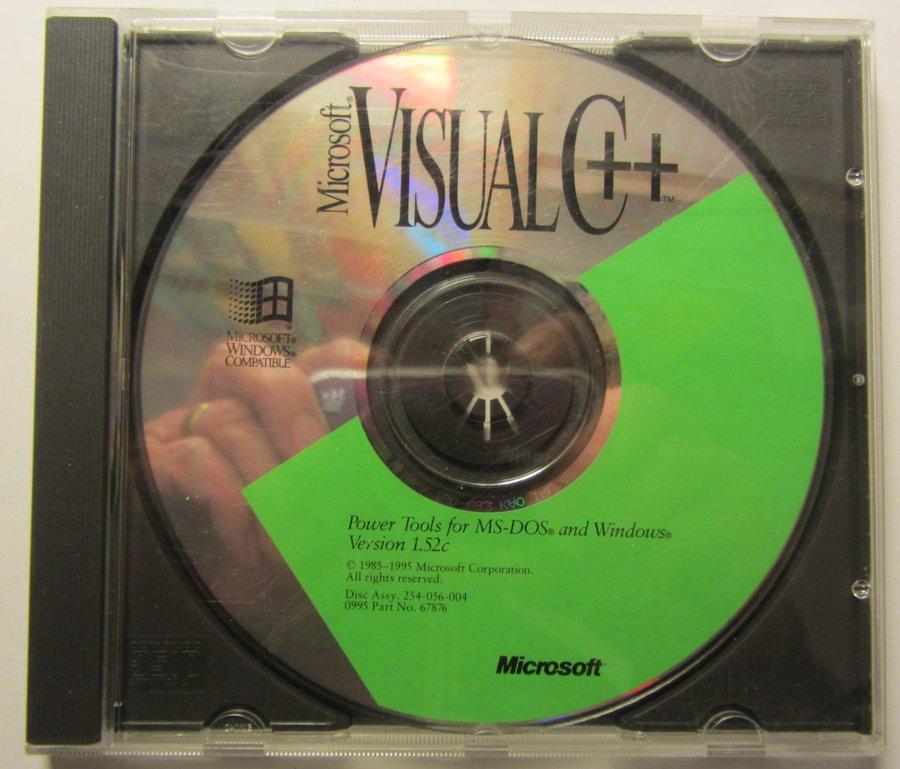 Microsoft®
VISUAL C++™
MICROSOFT®
WINDOWS®
COMPATIBLE
Power Tools for MS-DOS® and Windows®
Version 1.52c
© 1985–1995 Microsoft Corporation.
All rights reserved.
Disc Assy. 254-056-004
0995 Part No. 67876
Microsoft®